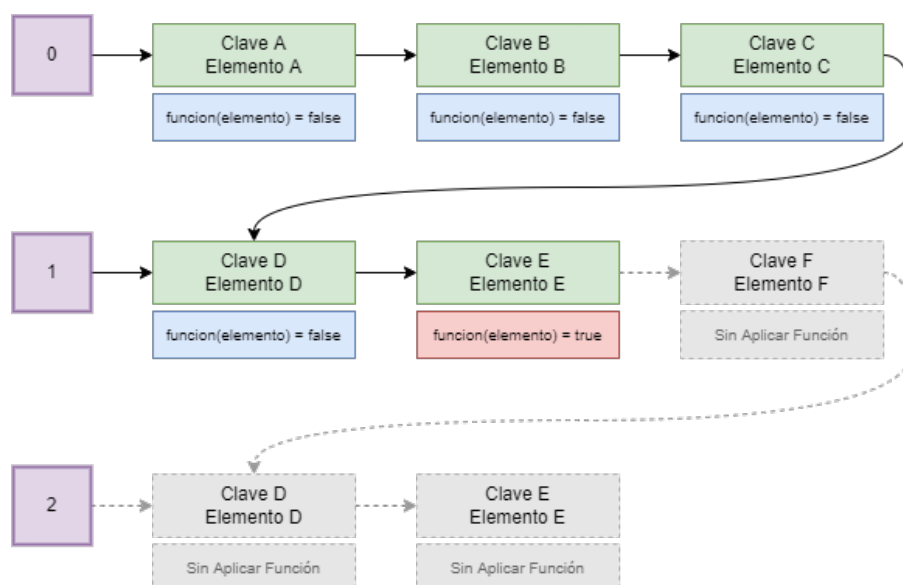 0
Clave A
Elemento A
Clave B
Elemento B
Clave C
Elemento C
funcion(elemento) = false
funcion(elemento) = false
funcion(elemento) = false
1
Clave D
Elemento D
Clave E
Elemento E
Clave F
Elemento F
funcion(elemento) = false
funcion(elemento) = true
Sin Aplicar Función
2
Clave D
Elemento D
Clave E
Elemento E
Sin Aplicar Función
Sin Aplicar Función